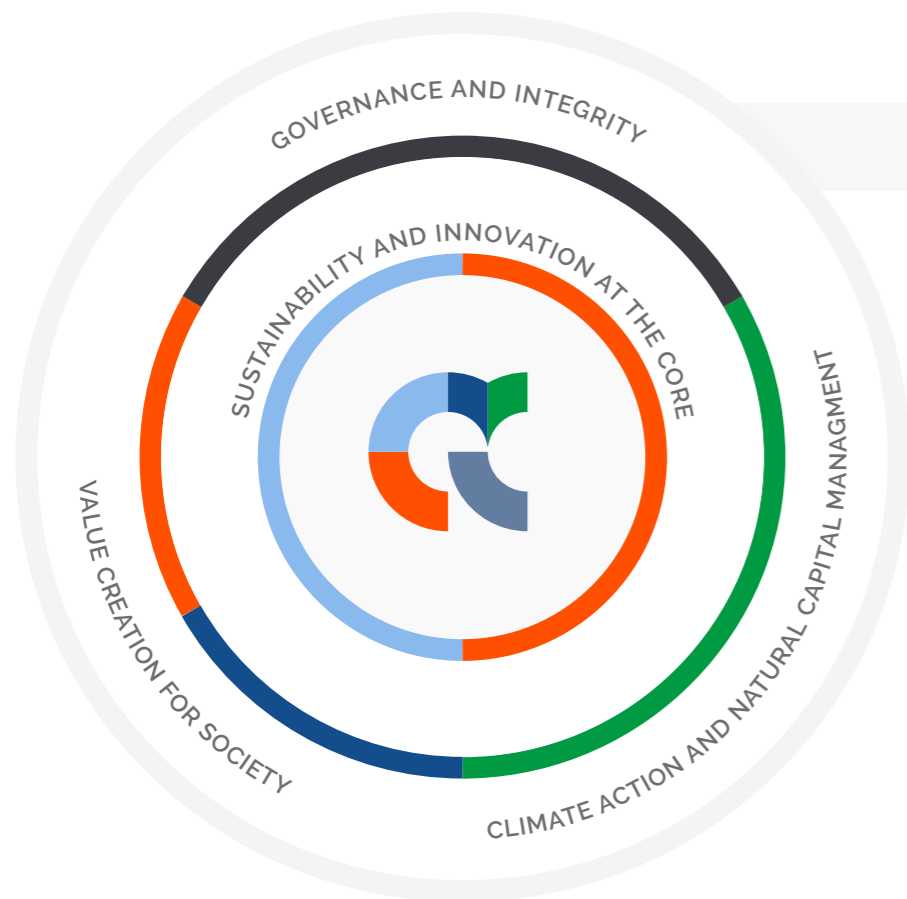 GOVERNANCE AND INTEGRITY
SUSTAINABILITY AND INNOVATION AT THE CORE
CLIMATE ACTION AND NATURAL CAPITAL MANAGMENT
VALUE CREATION FOR SOCIETY